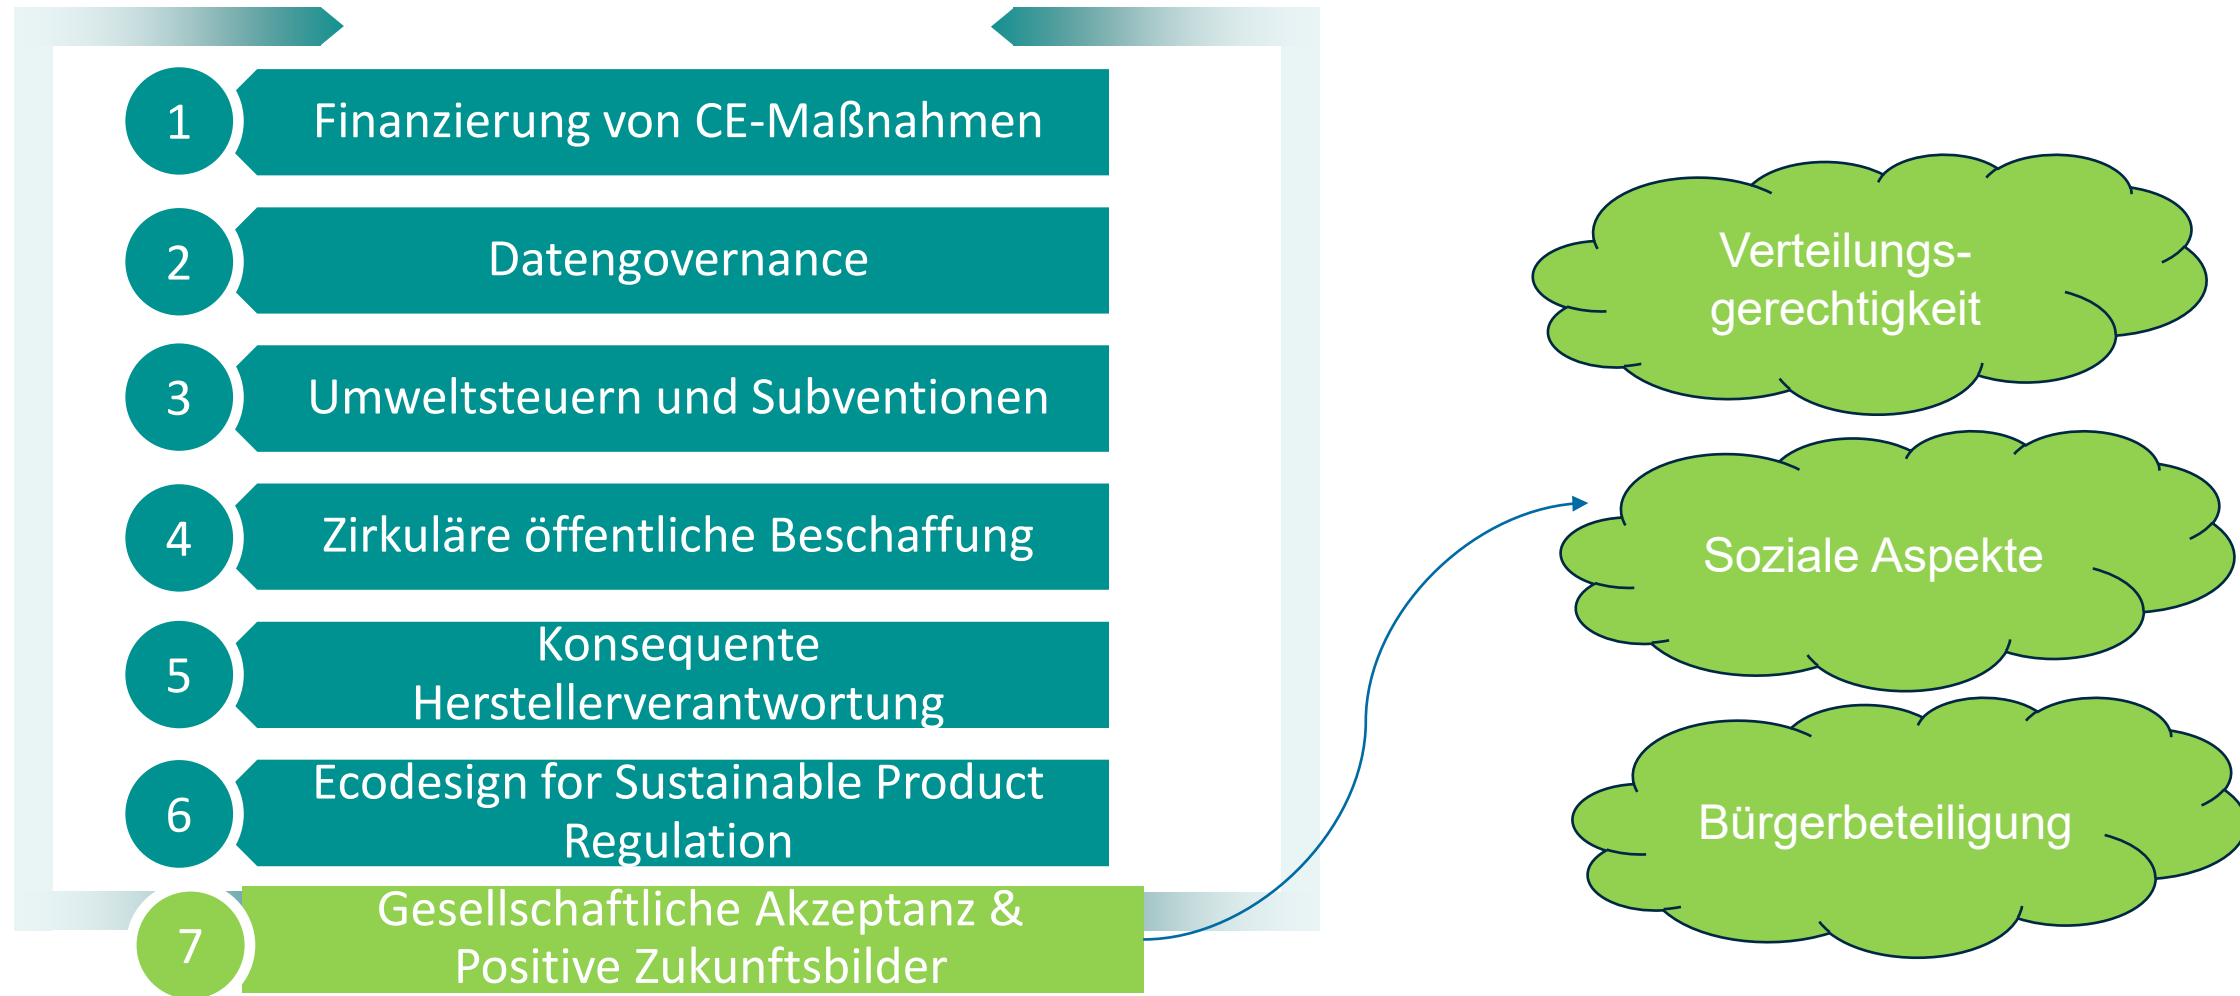 1
Finanzierung von CE-Maßnahmen
2
Datengovernance
3
Umweltsteuern und Subventionen
4
Zirkuläre öffentliche Beschaffung
5
Konsequente
Herstellerverantwortung
6
Ecodesign for Sustainable Product
Regulation
7
Gesellschaftliche Akzeptanz &
Positive Zukunftsbilder
Verteilungs-
gerechtigkeit
Soziale Aspekte
Bürgerbeteiligung